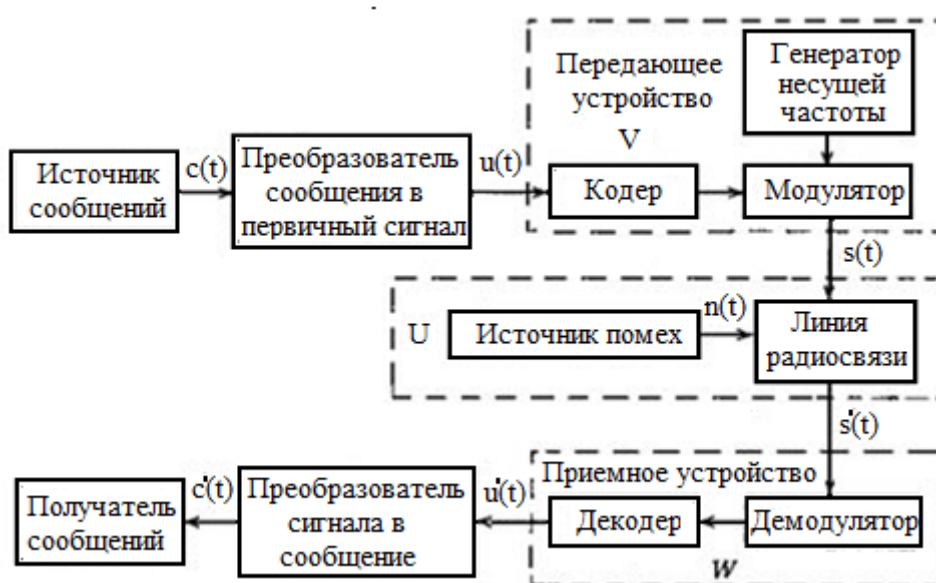 Передающее
устройство
V
Генератор
несущей
частоты
Источник
сообщений
c(t)
Преобразователь
сообщения в
первичный сигнал
u(t)
Кодер
Модулятор
s(t)
U
Источник помех
n(t)
Линия
радиосвязи
s'(t)
Приемное устройство
Получатель
сообщений
c'(t)
Преобразователь
сигнала в
сообщение
u'(t)
Декодер
Демодулятор
W